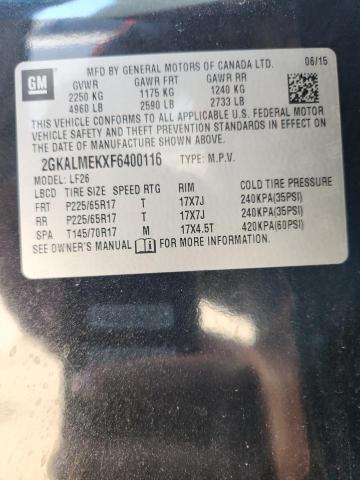 GM
MFD BY GENERAL MOTORS OF CANADA LTD. 06/15
GVWR GAWR FRT GAWR RR
2250 KG 1175 KG 1240 KG
4960 LB 2590 LB 2733 LB
THIS VEHICLE CONFORMS TO ALL APPLICABLE U.S. FEDERAL MOTOR
VEHICLE SAFETY, BUMPER, AND THEFT PREVENTION STANDARDS
IN EFFECT ON THE DATE OF MANUFACTURE SHOWN ABOVE.
2GKALMEKXF6400116 TYPE: M.P.V.
MODEL: LF26
LBCD TIRE SIZE SPEED RTG RIM COLD TIRE PRESSURE
FRT P225/65R17 T 17X7J 240KPA(35PSI)
RR P225/65R17 T 17X7J 240KPA(35PSI)
SPA T145/70R17 M 17X4.5T 420KPA(60PSI)
SEE OWNER'S MANUAL FOR MORE INFORMATION.